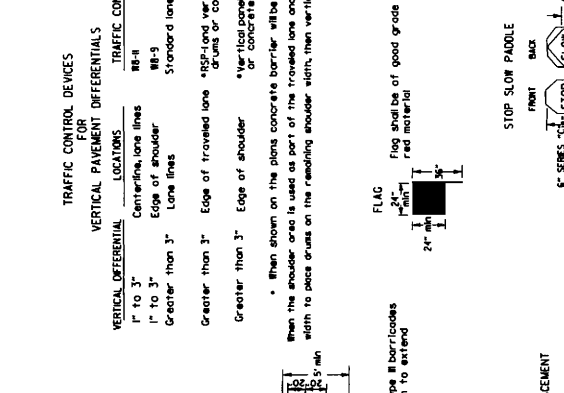 TRAFFIC CONTROL DEVICES
FOR
VERTICAL PAVEMENT DIFFERENTIALS
VERTICAL DIFFERENTIAL LOCATIONS TRAFFIC CON
1" to 3" Centerline, lane lines W8-11
1" to 3" Edge of shoulder W8-9
Greater than 3" Lane lines Standard lane
Greater than 3" Edge of traveled lane *RSP-1 and ver
drums or co
Greater than 3" Edge of shoulder *Vertical pane
or concrete
* When shown on the plans concrete barrier will be
When the shoulder area is used as part of the traveled lane and
width to place drums on the remaining shoulder width, then verti
5' min
20' 20'
FLAG
Flag shall be of good grade
red material
24"
min
36"
24" min
STOP SLOW PADDLE
FRONT BACK
6" SERIES "C"
pe III barricades
n to extend
CEMENT